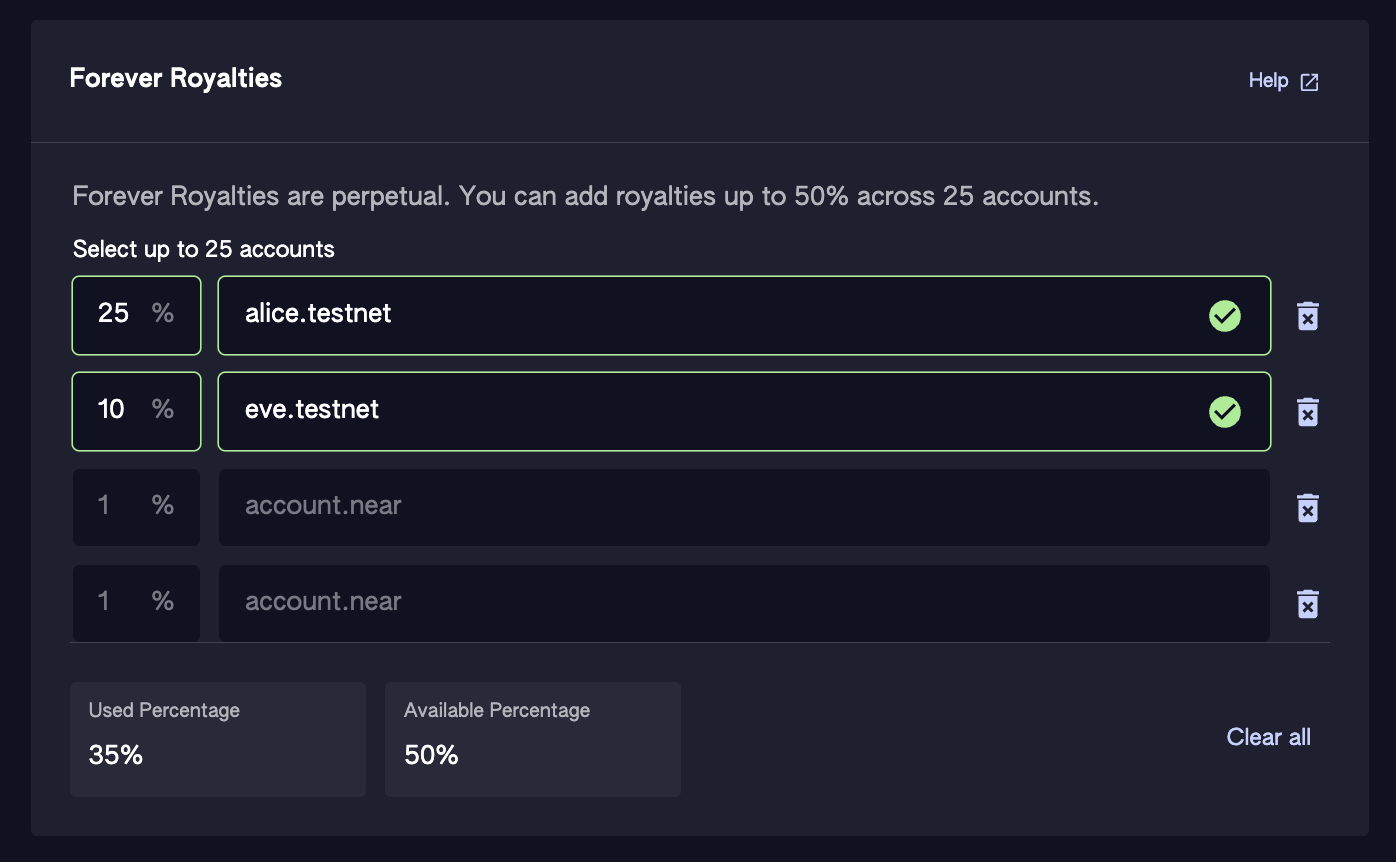 Forever Royalties
Help
Forever Royalties are perpetual. You can add royalties up to 50% across 25 accounts.
Select up to 25 accounts
25 % alice.testnet
10 % eve.testnet
1 % account.near
1 % account.near
Used Percentage
35%
Available Percentage
50%
Clear all